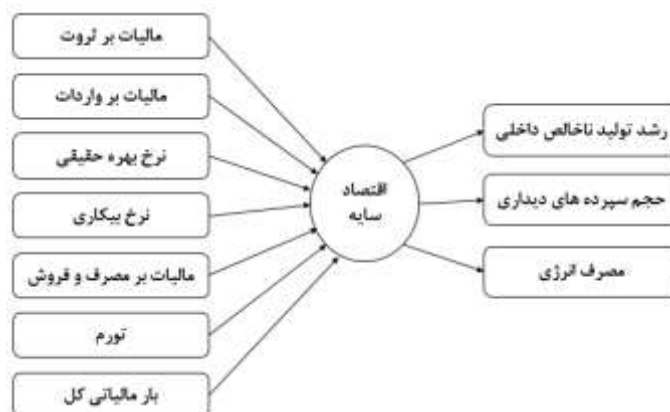 مالیات بر ثروت
مالیات بر واردات
نرخ بهره حقیقی
نرخ بیکاری
مالیات بر مصرف و فروش
تورم
بار مالیاتی کل
اقتصاد
سایه
رشد تولید ناخالص داخلی
حجم سپرده های دیداری
مصرف انرژی